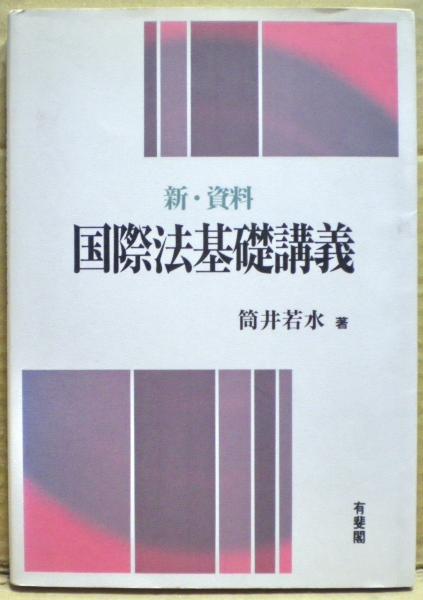 新・資料
国際法基礎講義
筒井若水 著
有斐閣